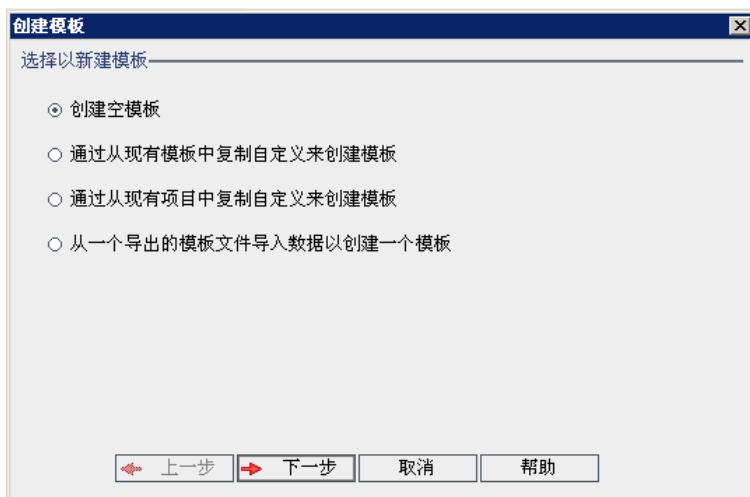 创建模板
选择以新建模板
创建空模板
通过从现有模板中复制自定义来创建模板
通过从现有项目中复制自定义来创建模板
从一个导出的模板文件导入数据以创建一个模板
上一步 下一步 取消 帮助